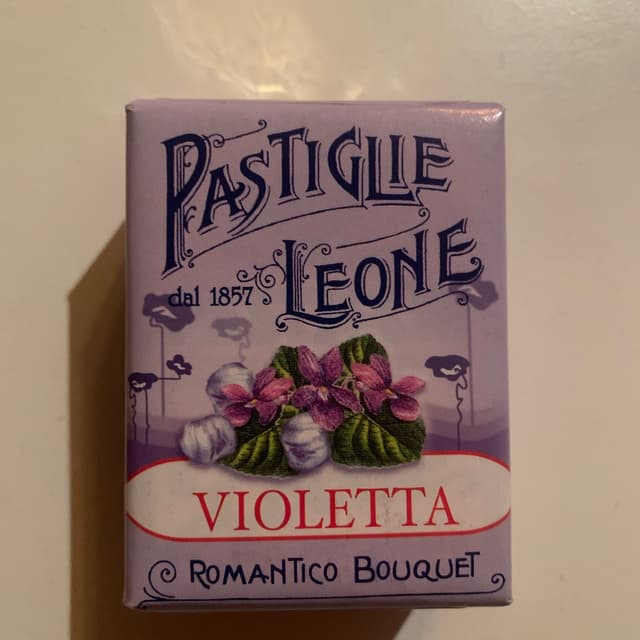 PASTIGLIE
LEONE
dal 1857
VIOLETTA
ROMANTICO BOUQUET